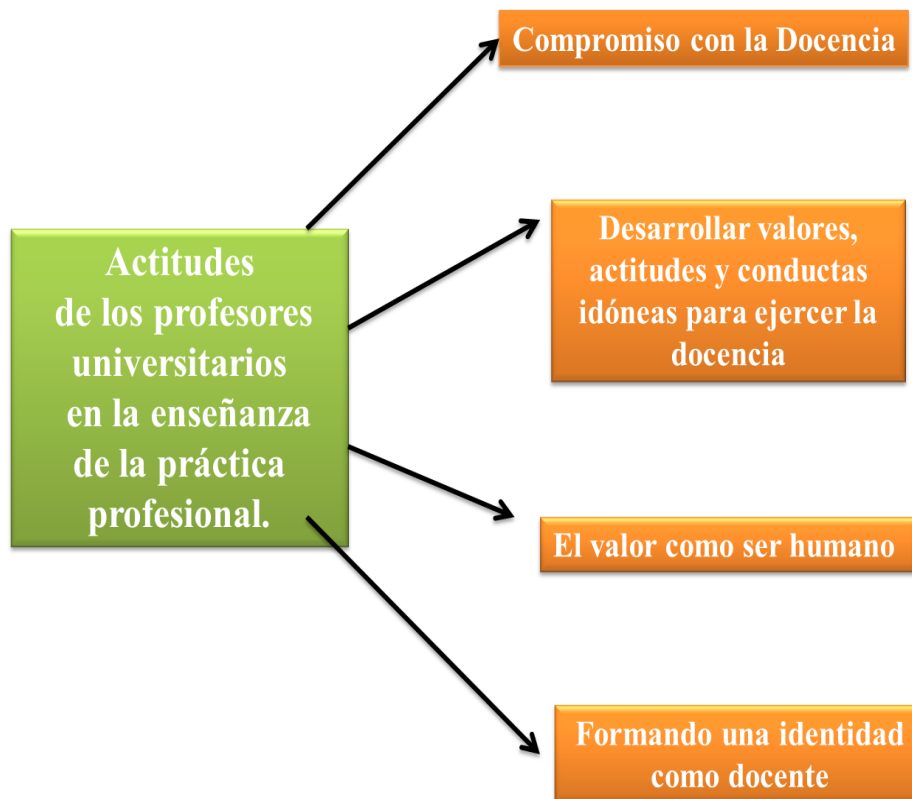 Compromiso con la Docencia
Actitudes
de los profesores
universitarios
en la enseñanza
de la práctica
profesional.
Desarrollar valores,
actitudes y conductas
idóneas para ejercer la
docencia
El valor como ser humano
Formando una identidad
como docente